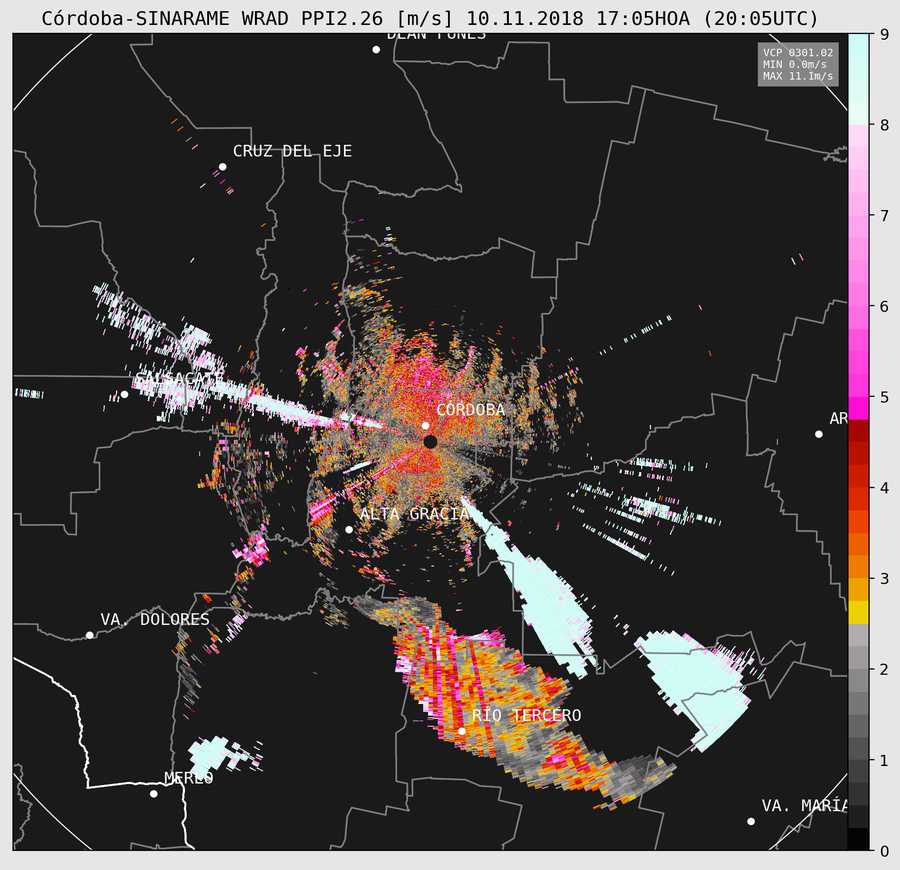 Córdoba-SINARAME WRAD PPI2.26 [m/s] 10.11.2018 17:05HOA (20:05UTC)
DEAN FUNES
VCP 0301.02
MIN 0.0m/s
MAX 11.1m/s
CRUZ DEL EJE
SALSACATE
CÓRDOBA
AR
ALTA GRACIA
VA. DOLORES
RÍO TERCERO
MERLO
VA. MARÍA
9
8
7
6
5
4
3
2
1
0